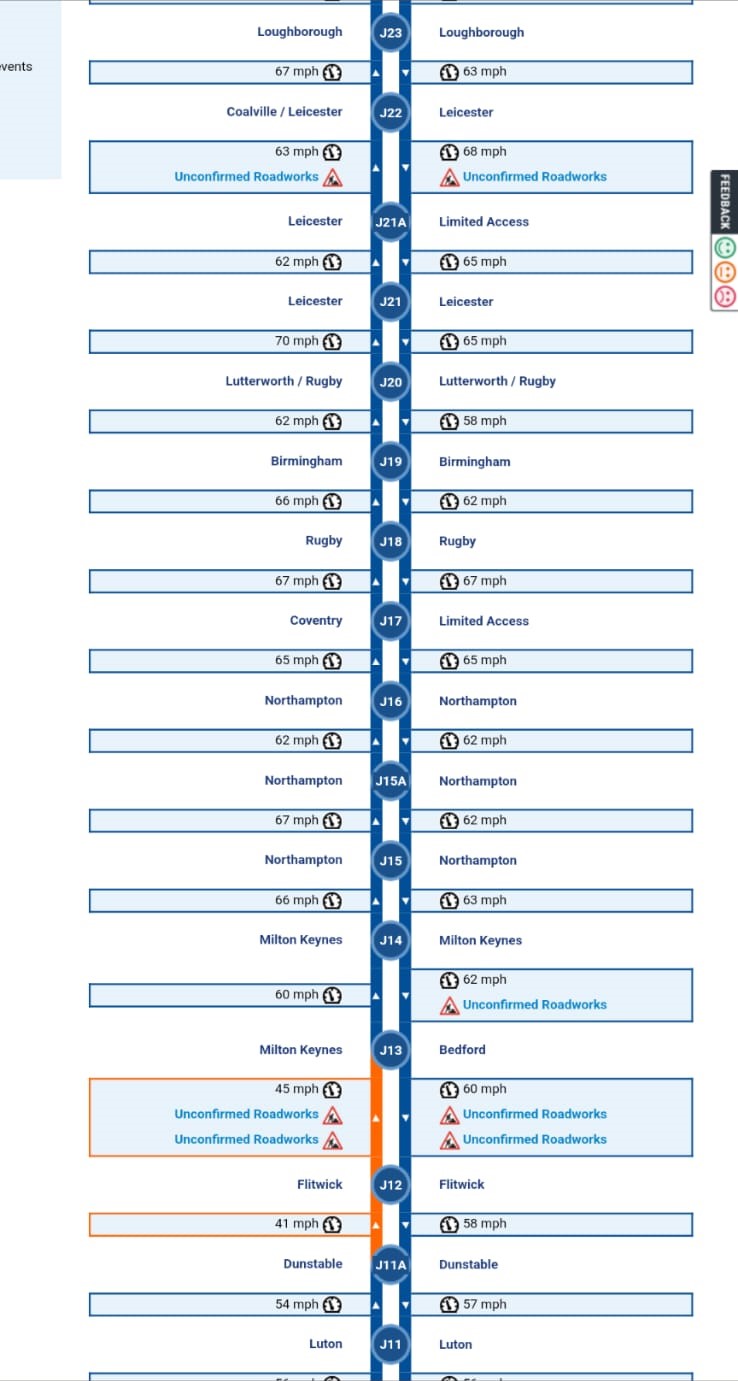 vents
FEEDBACK
Loughborough J23 Loughborough
67 mph 63 mph
Coalville / Leicester J22 Leicester
63 mph 68 mph
Unconfirmed Roadworks Unconfirmed Roadworks
Leicester J21A Limited Access
62 mph 65 mph
Leicester J21 Leicester
70 mph 65 mph
Lutterworth / Rugby J20 Lutterworth / Rugby
62 mph 58 mph
Birmingham J19 Birmingham
66 mph 62 mph
Rugby J18 Rugby
67 mph 67 mph
Coventry J17 Limited Access
65 mph 65 mph
Northampton J16 Northampton
62 mph 62 mph
Northampton J15A Northampton
67 mph 62 mph
Northampton J15 Northampton
66 mph 63 mph
Milton Keynes J14 Milton Keynes
62 mph
60 mph Unconfirmed Roadworks
Milton Keynes J13 Bedford
45 mph 60 mph
Unconfirmed Roadworks Unconfirmed Roadworks
Unconfirmed Roadworks Unconfirmed Roadworks
Flitwick J12 Flitwick
41 mph 58 mph
Dunstable J11A Dunstable
54 mph 57 mph
Luton J11 Luton